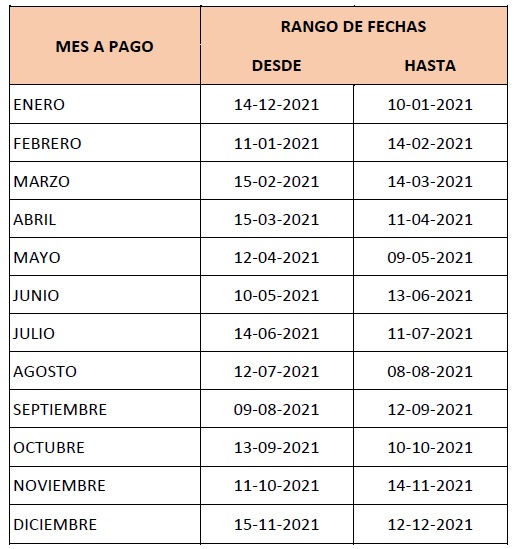 MES A PAGO
RANGO DE FECHAS
DESDE HASTA
ENERO 14-12-2021 10-01-2021
FEBRERO 11-01-2021 14-02-2021
MARZO 15-02-2021 14-03-2021
ABRIL 15-03-2021 11-04-2021
MAYO 12-04-2021 09-05-2021
JUNIO 10-05-2021 13-06-2021
JULIO 14-06-2021 11-07-2021
AGOSTO 12-07-2021 08-08-2021
SEPTIEMBRE 09-08-2021 12-09-2021
OCTUBRE 13-09-2021 10-10-2021
NOVIEMBRE 11-10-2021 14-11-2021
DICIEMBRE 15-11-2021 12-12-2021